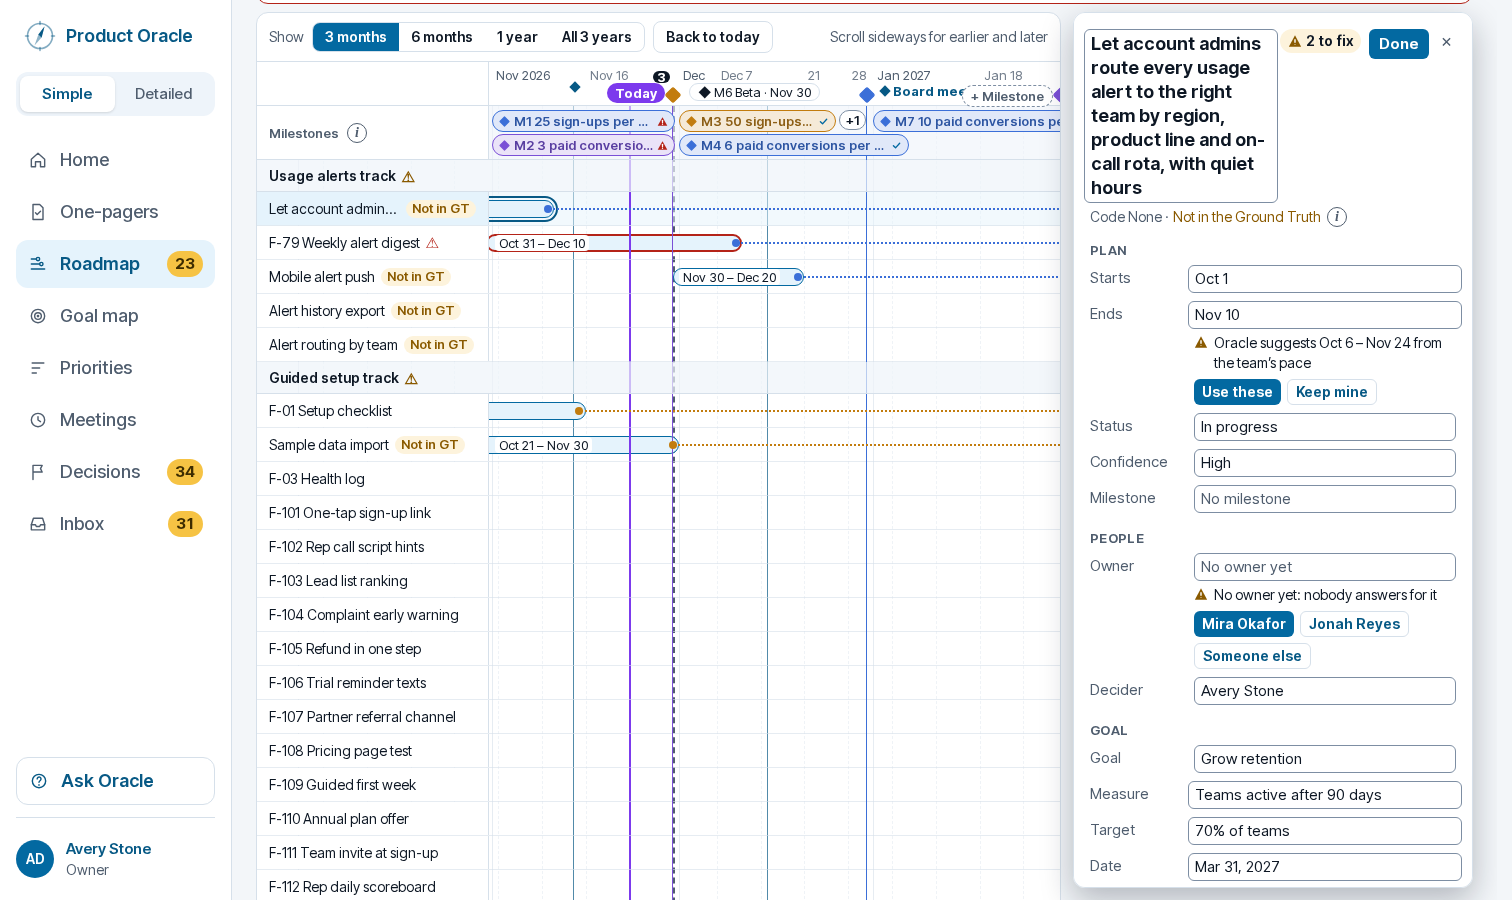 Product Oracle
Simple
Detailed
Home
One-pagers
Roadmap
23
Goal map
Priorities
Meetings
Decisions
34
Inbox
31
Ask Oracle
AD
Avery Stone
Owner
Show
3 months
6 months
1 year
All 3 years
Back to today
Scroll sideways for earlier and later
Nov 2026
Nov 16
3
Dec
Dec 7
21
28
Jan 2027
Jan 18
Today
M6 Beta · Nov 30
Board mee
+ Milestone
Milestones
i
M1 25 sign-ups per ...
M3 50 sign-ups...
+1
M7 10 paid conversions pe
M2 3 paid conversio...
M4 6 paid conversions per ...
Usage alerts track
Let account admin...
Not in GT
F-79 Weekly alert digest
Oct 31 – Dec 10
Mobile alert push
Not in GT
Nov 30 – Dec 20
Alert history export
Not in GT
Alert routing by team
Not in GT
Guided setup track
F-01 Setup checklist
Sample data import
Not in GT
Oct 21 – Nov 30
F-03 Health log
F-101 One-tap sign-up link
F-102 Rep call script hints
F-103 Lead list ranking
F-104 Complaint early warning
F-105 Refund in one step
F-106 Trial reminder texts
F-107 Partner referral channel
F-108 Pricing page test
F-109 Guided first week
F-110 Annual plan offer
F-111 Team invite at sign-up
F-112 Rep daily scoreboard
Let account admins
route every usage
alert to the right
team by region,
product line and on-
call rota, with quiet
hours
2 to fix
Done
×
Code None · Not in the Ground Truth
i
PLAN
Starts
Oct 1
Ends
Nov 10
Oracle suggests Oct 6 – Nov 24 from
the team's pace
Use these
Keep mine
Status
In progress
Confidence
High
Milestone
No milestone
PEOPLE
Owner
No owner yet
No owner yet: nobody answers for it
Mira Okafor
Jonah Reyes
Someone else
Decider
Avery Stone
GOAL
Goal
Grow retention
Measure
Teams active after 90 days
Target
70% of teams
Date
Mar 31, 2027